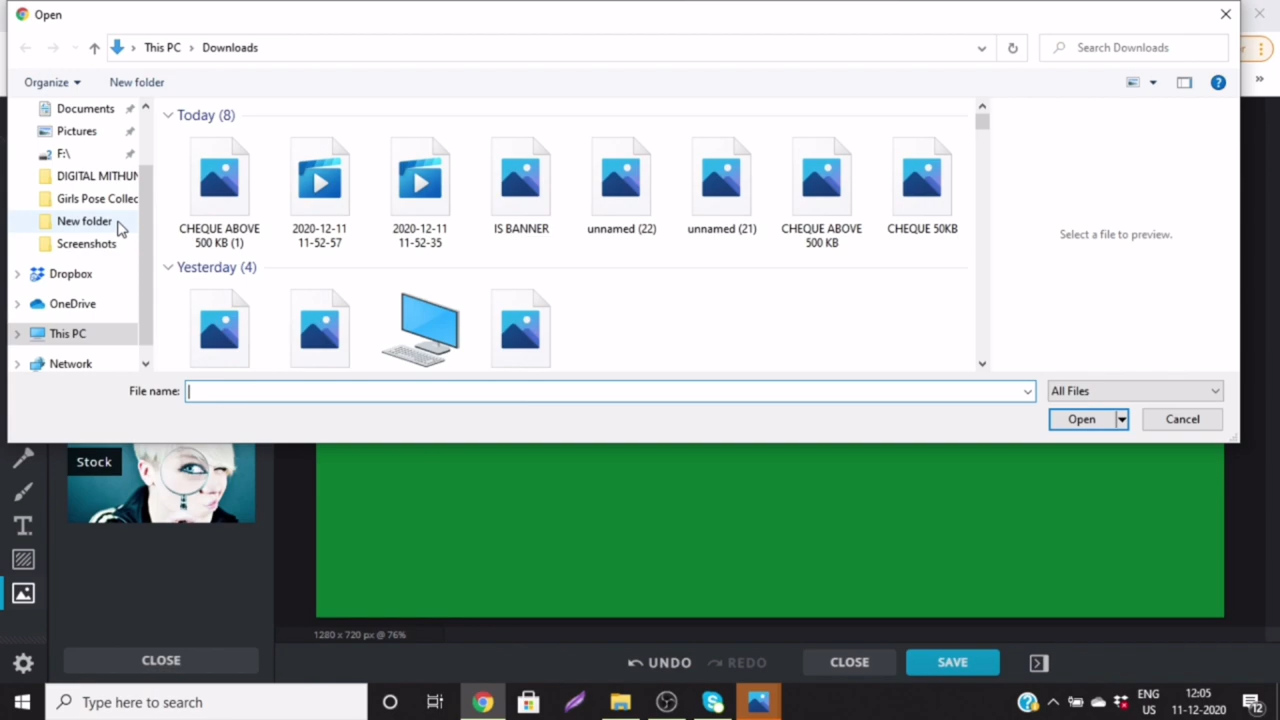 Open
This PC > Downloads
Search Downloads
Organize
New folder
Documents
Pictures
F:\
DIGITAL MITHUN
Girls Pose Collec
New folder
Screenshots
Dropbox
OneDrive
This PC
Network
Today (8)
CHEQUE ABOVE
500 KB (1)
2020-12-11
11-52-57
2020-12-11
11-52-35
IS BANNER
unnamed (22)
unnamed (21)
CHEQUE ABOVE
500 KB
CHEQUE 50KB
Yesterday (4)
Select a file to preview.
File name:
All Files
Open
Cancel
Stock
1280 x 720 px @ 76%
CLOSE
UNDO
REDO
CLOSE
SAVE
Type here to search
ENG
US
12:05
11-12-2020
12